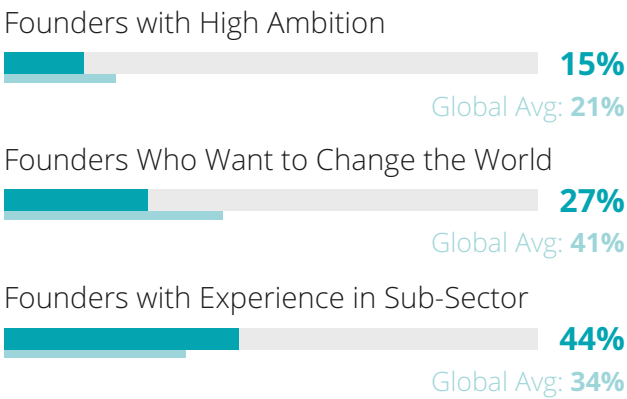 Founders with High Ambition
15%
Global Avg: 21%
Founders Who Want to Change the World
27%
Global Avg: 41%
Founders with Experience in Sub-Sector
44%
Global Avg: 34%